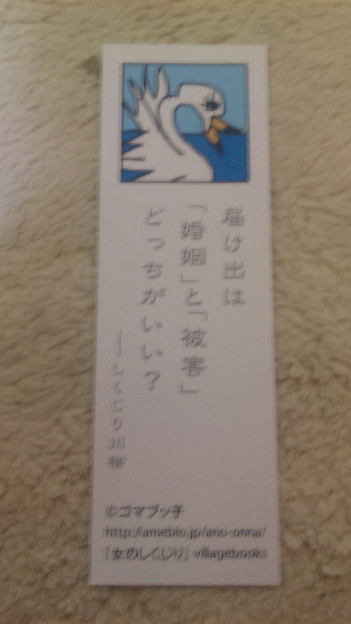 届け出は
「婚姻」と「被害」
どっちがいい？
──しくじり川柳
©ゴマブッ子
http://ameblo.jp/ano-onna/
『女のしくじり』villagebooks